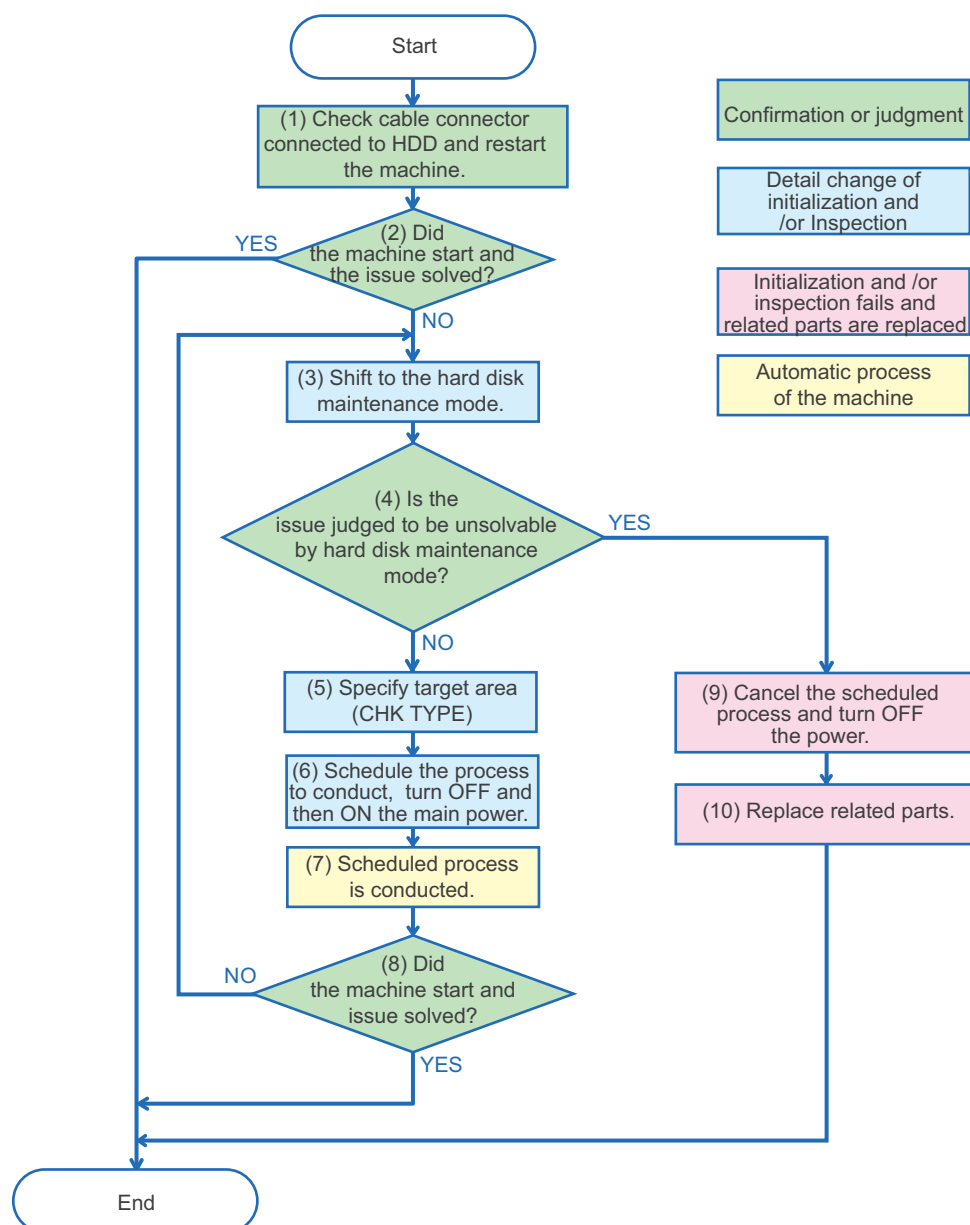 Start
(1) Check cable connector
connected to HDD and restart
the machine.
Confirmation or judgment
Detail change of
initialization and
/or Inspection
Initialization and /or
inspection fails and
related parts are replaced
Automatic process
of the machine
(2) Did
the machine start and
the issue solved?
YES
NO
(3) Shift to the hard disk
maintenance mode.
(4) Is the
issue judged to be unsolvable
by hard disk maintenance
mode?
YES
NO
(5) Specify target area
(CHK TYPE)
(6) Schedule the process
to conduct, turn OFF and
then ON the main power.
(7) Scheduled process
is conducted.
(8) Did
the machine start and
issue solved?
NO
YES
(9) Cancel the scheduled
process and turn OFF
the power.
(10) Replace related parts.
End